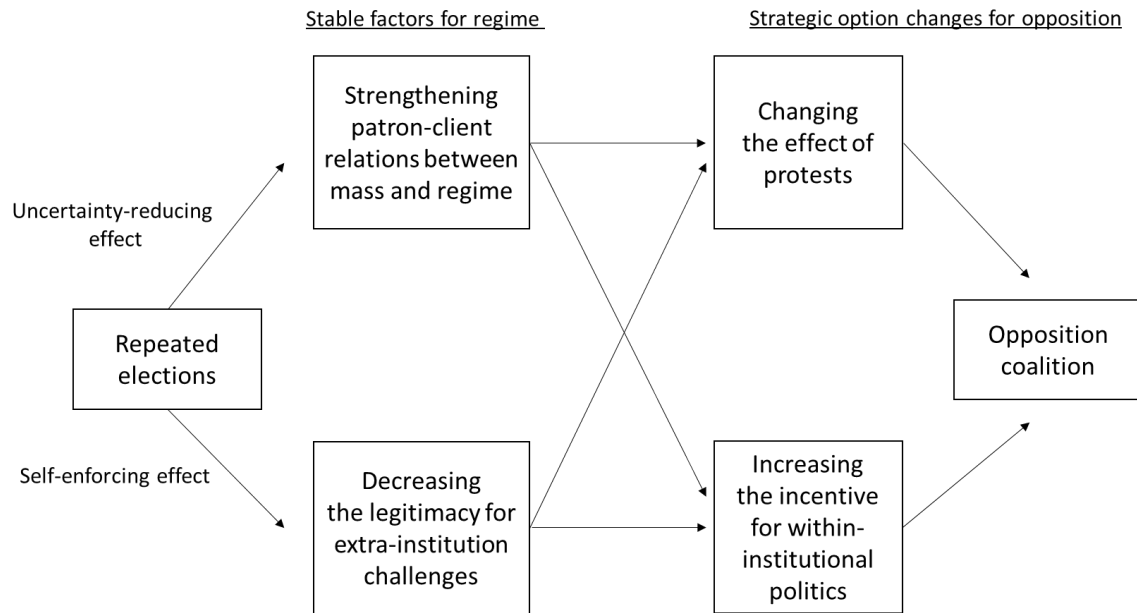 Stable factors for regime
Strategic option changes for opposition
Strengthening
patron-client
relations between
mass and regime
Changing
the effect of
protests
Uncertainty-reducing
effect
Repeated
elections
Opposition
coalition
Self-enforcing effect
Decreasing
the legitimacy for
extra-institution
challenges
Increasing
the incentive
for within-
institutional
politics